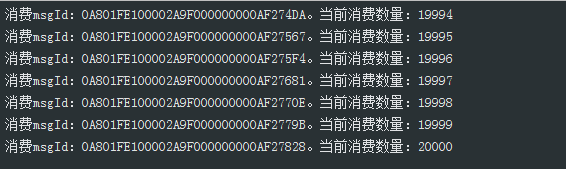 消费msgId: 0A801FE100002A9F000000000AF274DA。当前消费数量：19994
消费msgId: 0A801FE100002A9F000000000AF27567。当前消费数量：19995
消费msgId: 0A801FE100002A9F000000000AF275F4。当前消费数量：19996
消费msgId: 0A801FE100002A9F000000000AF27681。当前消费数量：19997
消费msgId: 0A801FE100002A9F000000000AF2770E。当前消费数量：19998
消费msgId: 0A801FE100002A9F000000000AF2779B。当前消费数量：19999
消费msgId: 0A801FE100002A9F000000000AF27828。当前消费数量：20000